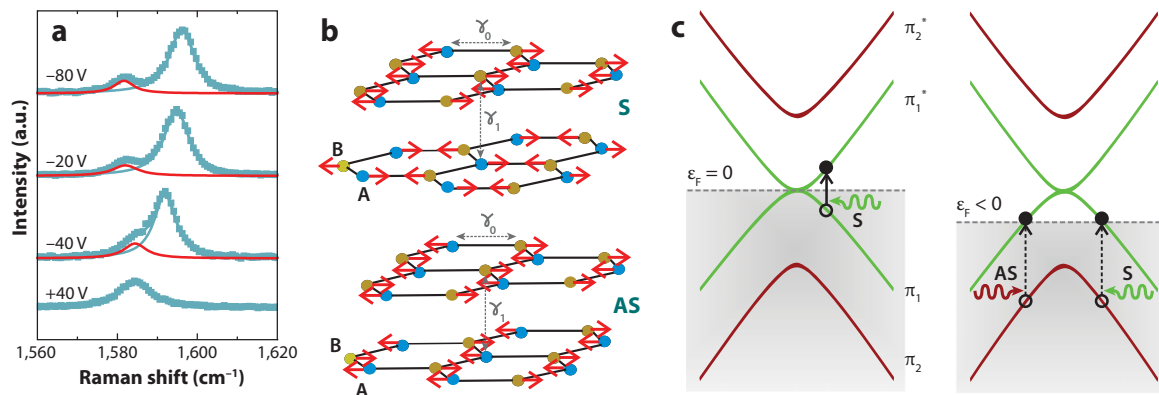 a
Intensity (a.u.)
−80 V
−20 V
−40 V
+40 V
1,560
1,580
1,600
1,620
Raman shift (cm⁻¹)
b
γ₀
S
γ₁
B
A
γ₀
AS
γ₁
B
A
c
π₂*
π₁*
ε_F = 0
S
π₁
π₂
ε_F < 0
AS
S